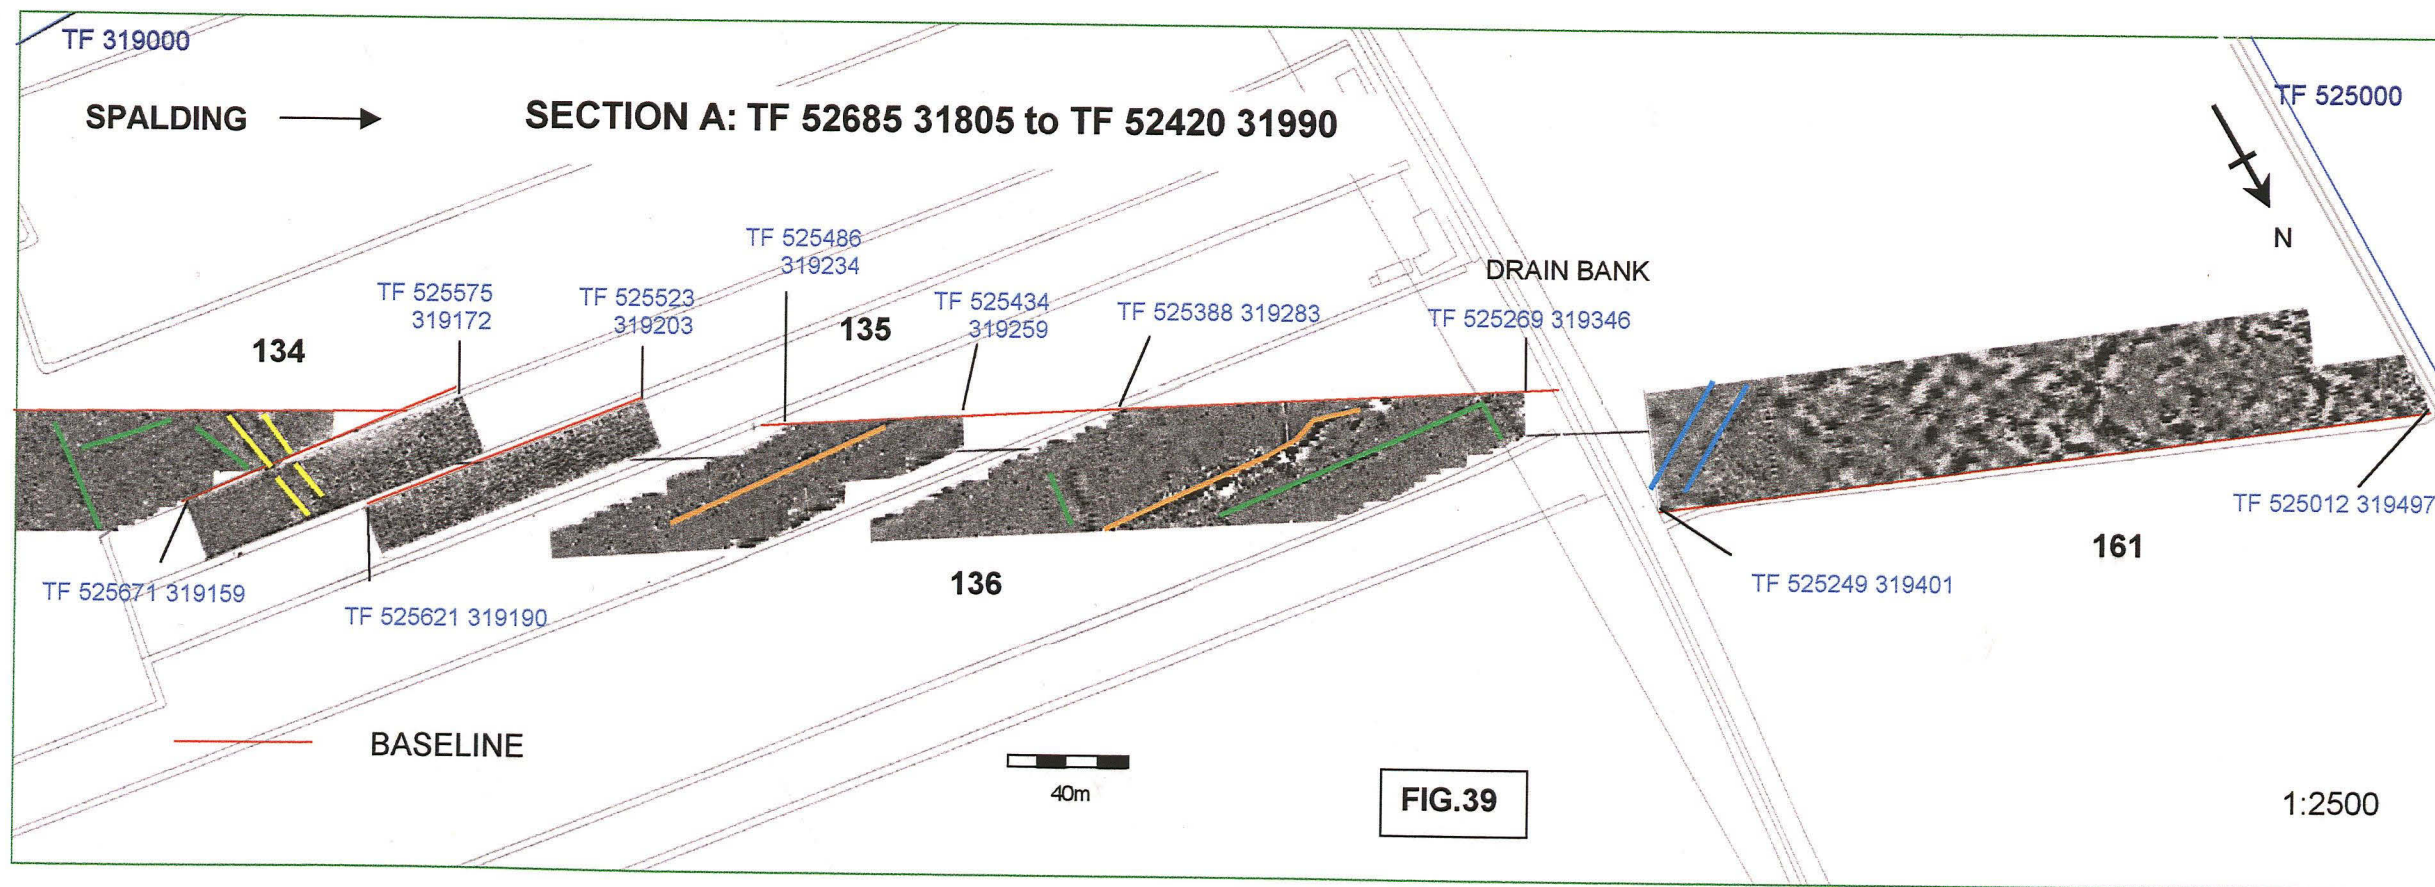 TF 319000
TF 525000
SPALDING
SECTION A: TF 52685 31805 to TF 52420 31990
N
TF 525486
319234
DRAIN BANK
TF 525575
319172
TF 525523
319203
TF 525434
319259
TF 525388 319283
TF 525269 319346
134
135
TF 525012 319497
161
TF 525671 319159
TF 525621 319190
136
TF 525249 319401
BASELINE
40m
FIG.39
1:2500